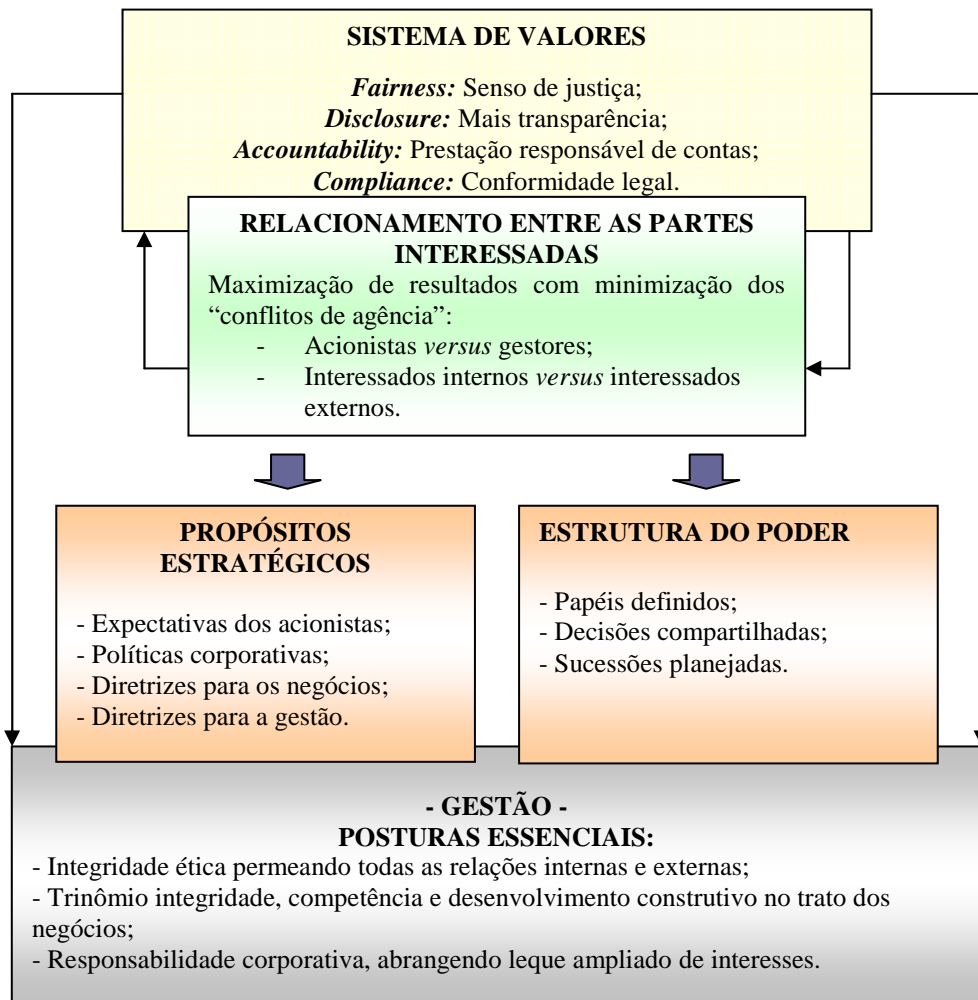 SISTEMA DE VALORES
Fairness: Senso de justiça;
Disclosure: Mais transparência;
Accountability: Prestação responsável de contas;
Compliance: Conformidade legal.
RELACIONAMENTO ENTRE AS PARTES
INTERESSADAS
Maximização de resultados com minimização dos
“conflitos de agência”:
- Acionistas versus gestores;
- Interessados internos versus interessados
externos.
PROPÓSITOS
ESTRATÉGICOS
- Expectativas dos acionistas;
- Políticas corporativas;
- Diretrizes para os negócios;
- Diretrizes para a gestão.
ESTRUTURA DO PODER
- Papéis definidos;
- Decisões compartilhadas;
- Sucessões planejadas.
- GESTÃO -
POSTURAS ESSENCIAIS:
- Integridade ética permeando todas as relações internas e externas;
- Trinômio integridade, competência e desenvolvimento construtivo no trato dos
negócios;
- Responsabilidade corporativa, abrangendo leque ampliado de interesses.